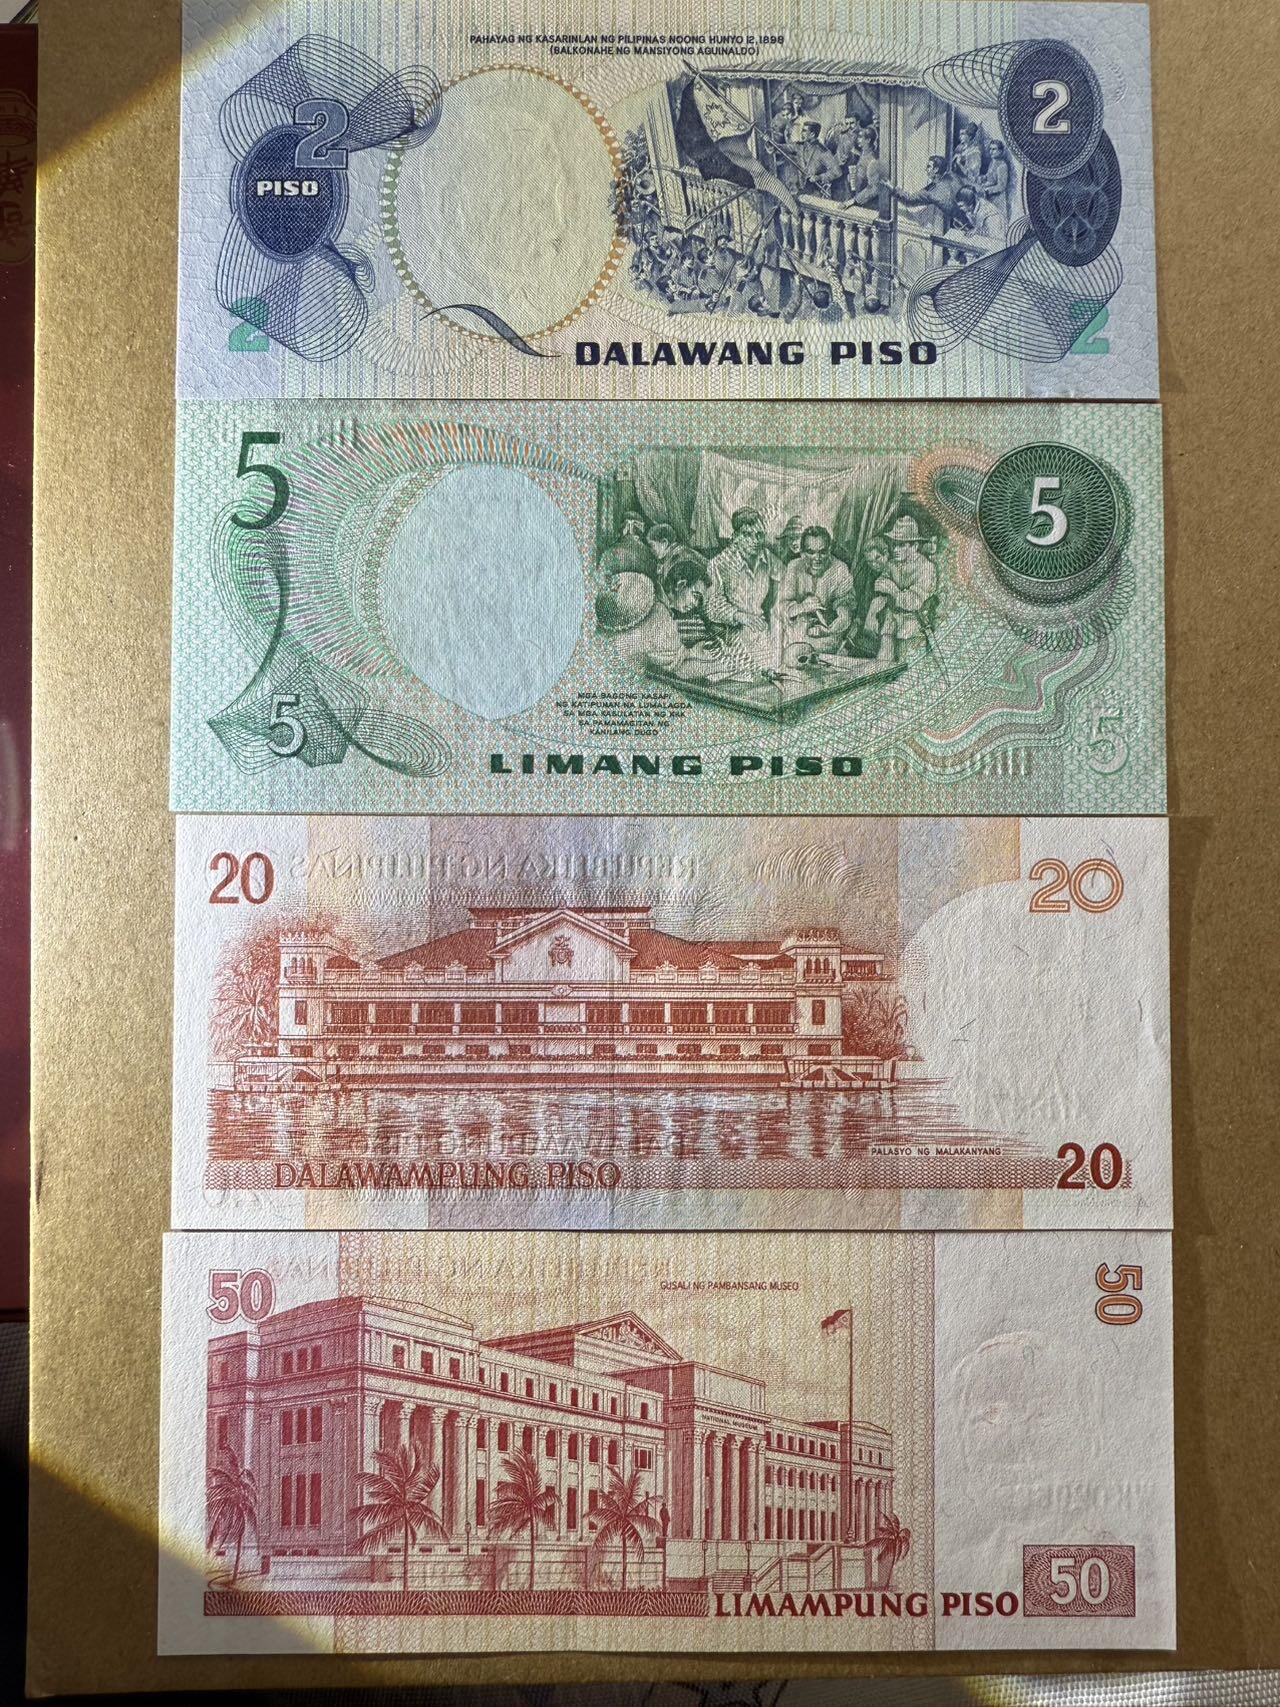 PAHAYAG NG KASARINLAN NG PILIPINAS NOONG HUNYO 12, 1898
(BALKONAHE NG MANSIYONG AGUINALDO)
2
PISO
2
2
2
DALAWANG PISO
5
5
5
MGA BAGONG KASAPI
NG KATIPUNAN NA LUMALAGDA
SA MGA KASULATAN NG KKK
SA PAMAMAGITAN NG
KANILANG DUGO
5
LIMANG PISO
20
REPUBLIKA NG PILIPINAS
20
PALASYO NG MALAKANYANG
DALAWAMPUNG PISO
20
50
REPUBLIKA NG PILIPINAS
GUSALI NG PAMBANSANG MUSEO
50
NATIONAL MUSEUM
LIMAMPUNG PISO
50